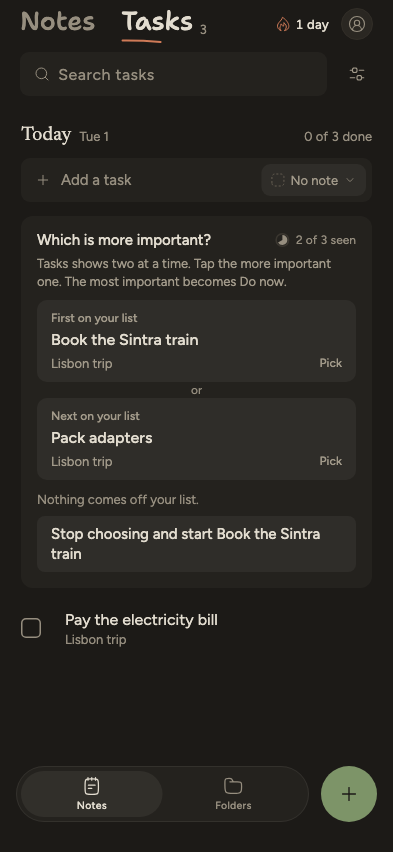 Notes Tasks 3 1 day
Search tasks
Today Tue 1 0 of 3 done
Add a task No note
Which is more important? 2 of 3 seen
Tasks shows two at a time. Tap the more important
one. The most important becomes Do now.
First on your list
Book the Sintra train
Lisbon trip Pick
or
Next on your list
Pack adapters
Lisbon trip Pick
Nothing comes off your list.
Stop choosing and start Book the Sintra
train
Pay the electricity bill
Lisbon trip
Notes Folders